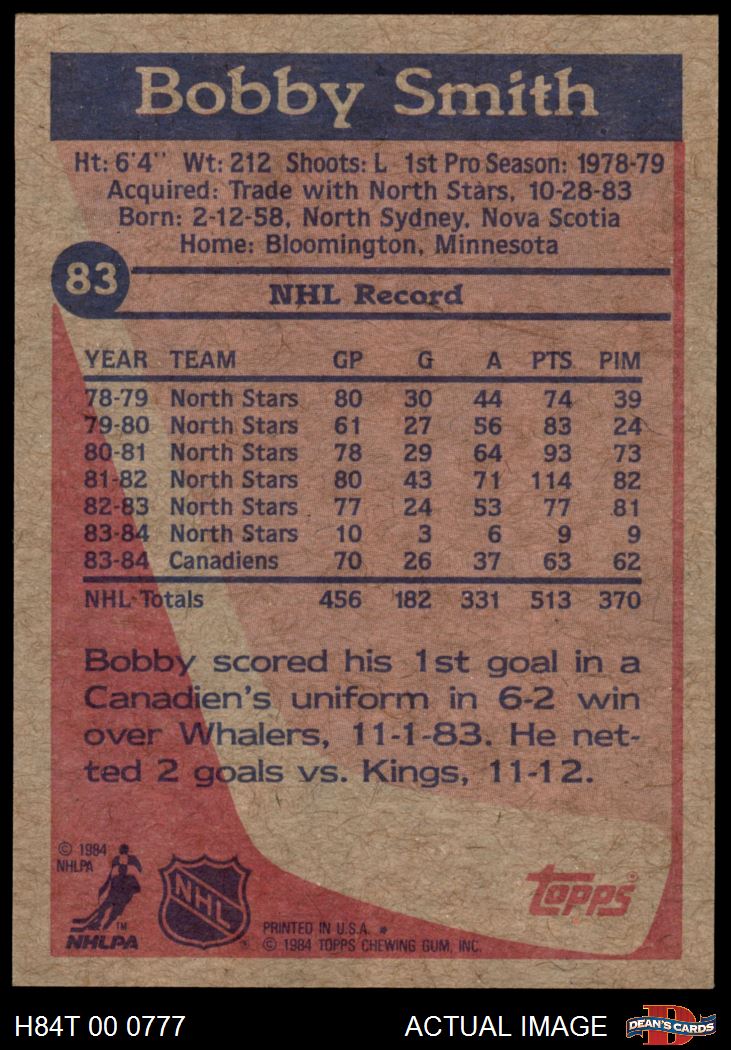 Bobby Smith
Ht: 6'4" Wt: 212 Shoots: L 1st Pro Season: 1978-79
Acquired: Trade with North Stars, 10-28-83
Born: 2-12-58, North Sydney, Nova Scotia
Home: Bloomington, Minnesota
83
NHL Record
YEAR TEAM GP G A PTS PIM
78-79 North Stars 80 30 44 74 39
79-80 North Stars 61 27 56 83 24
80-81 North Stars 78 29 64 93 73
81-82 North Stars 80 43 71 114 82
82-83 North Stars 77 24 53 77 81
83-84 North Stars 10 3 6 9 9
83-84 Canadiens 70 26 37 63 62
NHL Totals 456 182 331 513 370
Bobby scored his 1st goal in a
Canadien's uniform in 6-2 win
over Whalers, 11-1-83. He net-
ted 2 goals vs. Kings, 11-12.
© 1984
NHLPA
TM
NHLPA
NHL
®
PRINTED IN U.S.A. *
© 1984 TOPPS CHEWING GUM, INC.
topps®
H84T 00 0777
ACTUAL IMAGE
D
DEAN'S CARDS